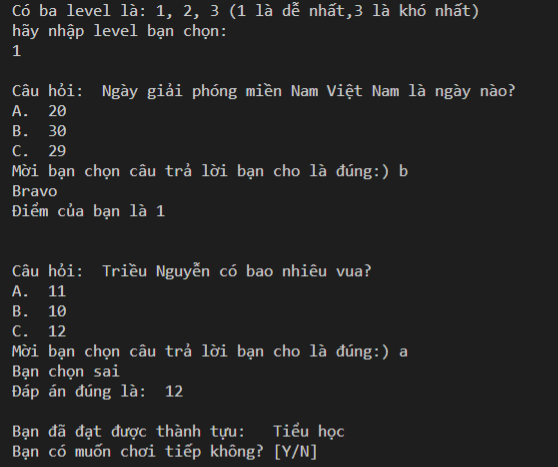 Có ba level là: 1, 2, 3 (1 là dễ nhất,3 là khó nhất)
hãy nhập level bạn chọn:
1
Câu hỏi:  Ngày giải phóng miền Nam Việt Nam là ngày nào?
A.  20
B.  30
C.  29
Mời bạn chọn câu trả lời bạn cho là đúng:) b
Bravo
Điểm của bạn là 1
Câu hỏi:  Triều Nguyễn có bao nhiêu vua?
A.  11
B.  10
C.  12
Mời bạn chọn câu trả lời bạn cho là đúng:) a
Bạn chọn sai
Đáp án đúng là:  12
Bạn đã đạt được thành tựu:   Tiểu học
Bạn có muốn chơi tiếp không? [Y/N]